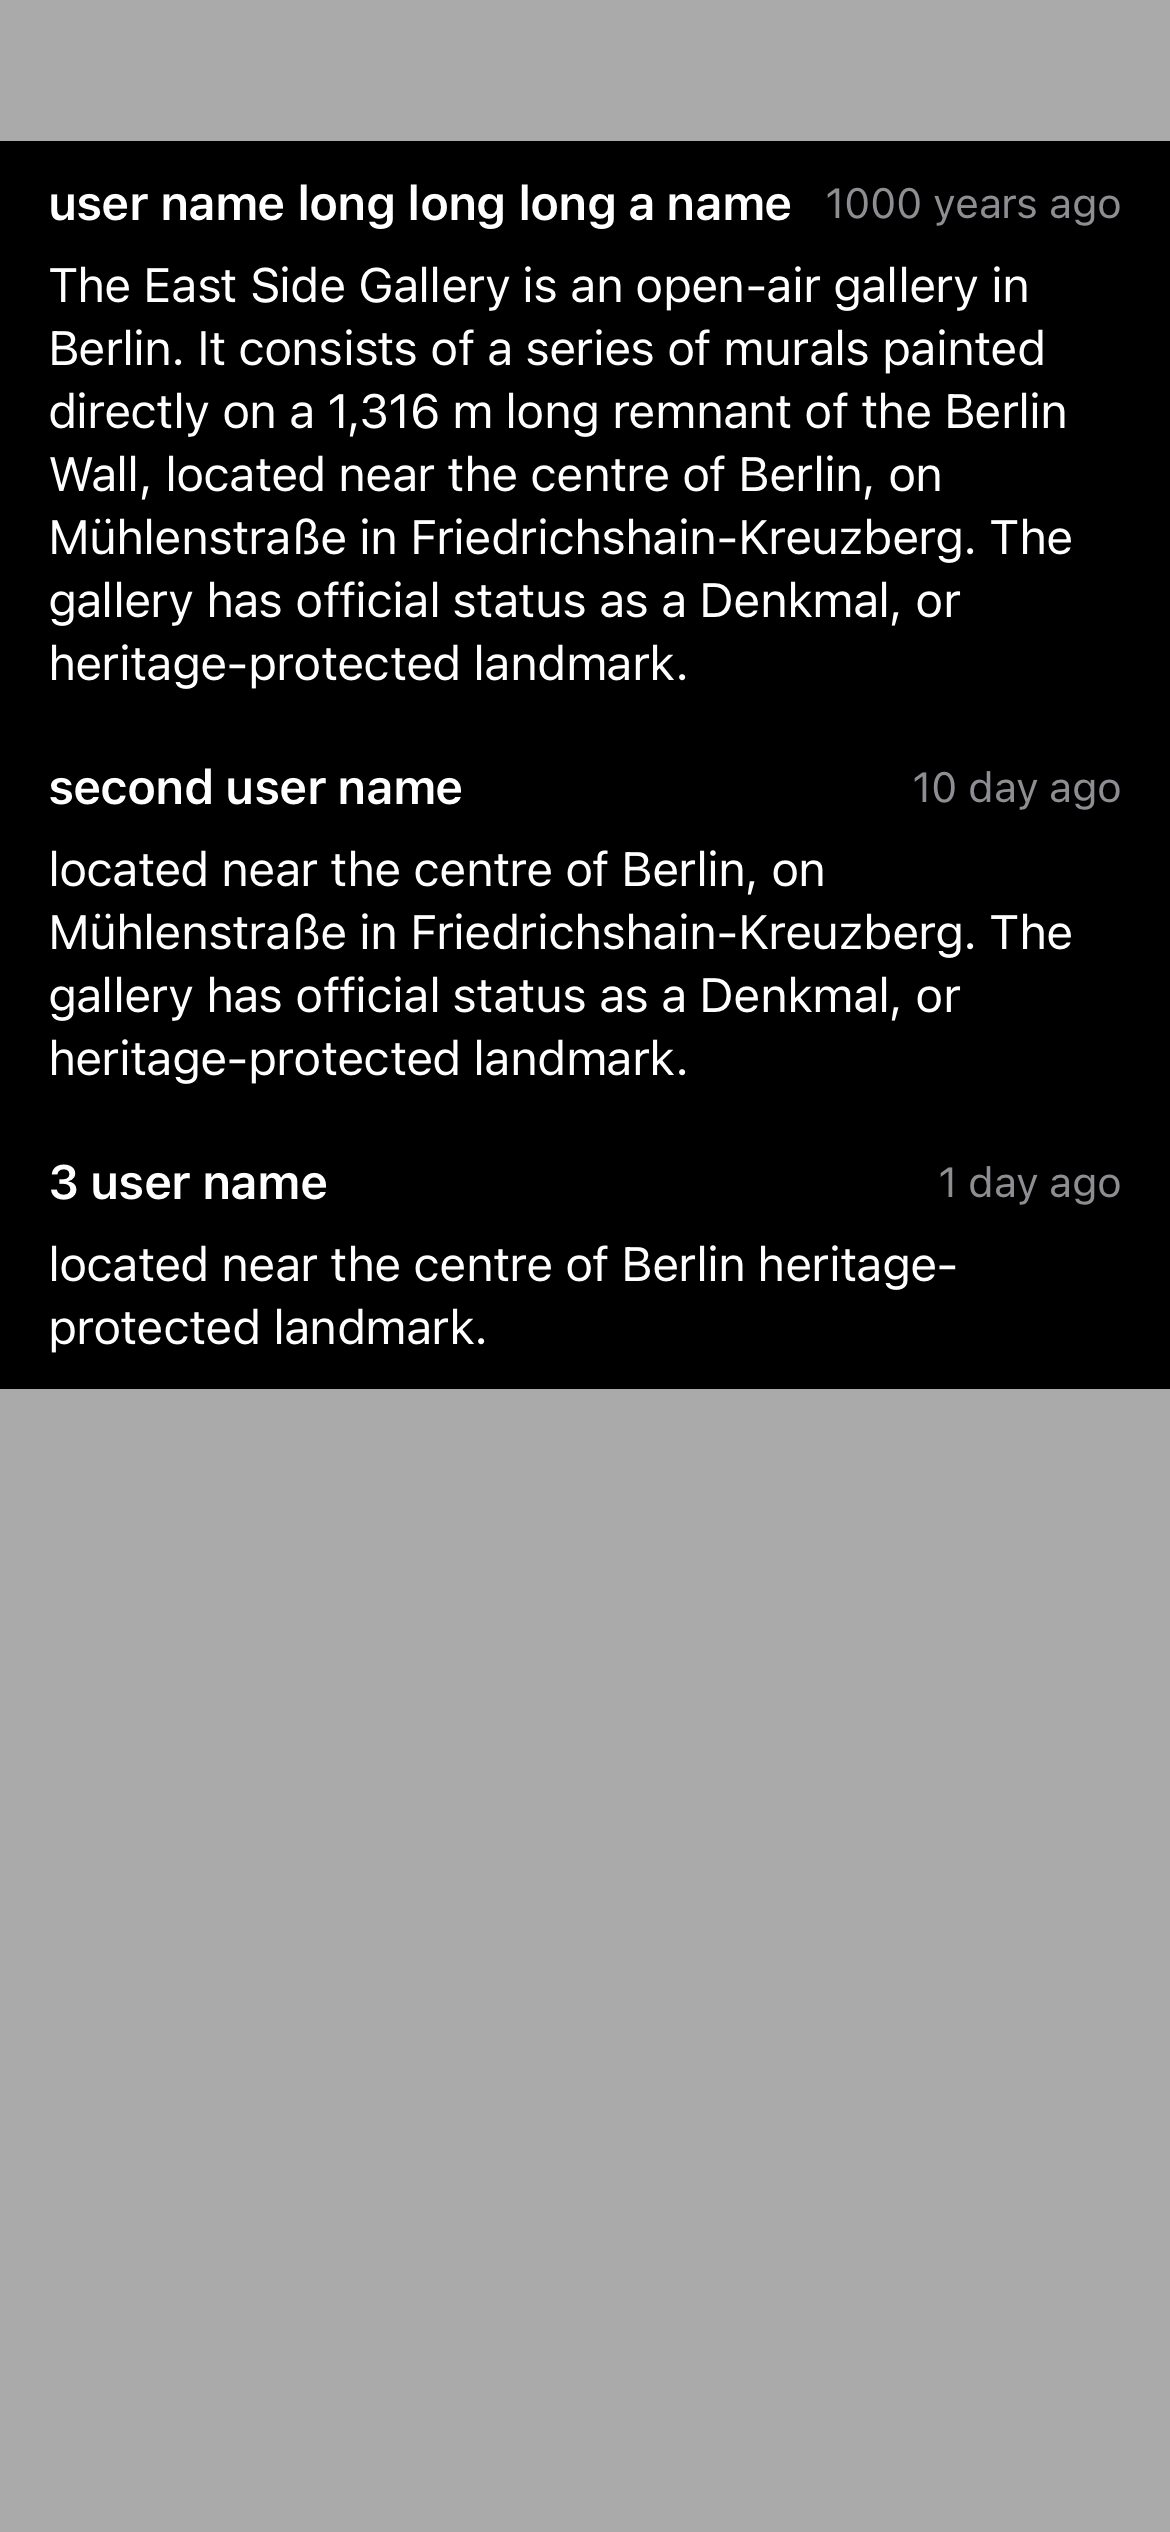 user name long long long a name 1000 years ago
The East Side Gallery is an open-air gallery in
Berlin. It consists of a series of murals painted
directly on a 1,316 m long remnant of the Berlin
Wall, located near the centre of Berlin, on
Mühlenstraße in Friedrichshain-Kreuzberg. The
gallery has official status as a Denkmal, or
heritage-protected landmark.
second user name 10 day ago
located near the centre of Berlin, on
Mühlenstraße in Friedrichshain-Kreuzberg. The
gallery has official status as a Denkmal, or
heritage-protected landmark.
3 user name 1 day ago
located near the centre of Berlin heritage-
protected landmark.